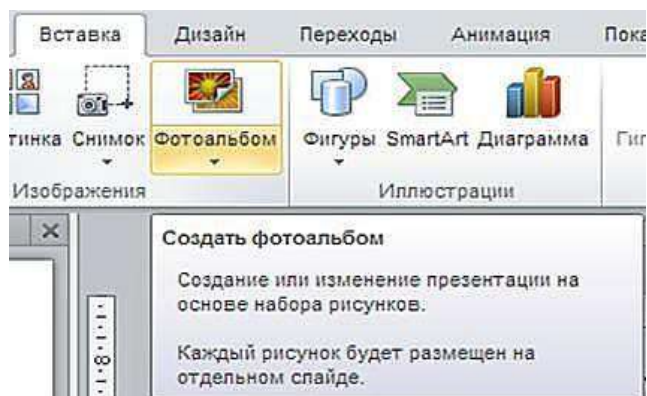 Вставка Дизайн Переходы Анимация
Снимок Фотоальбом Фигуры SmartArt Диаграмма
Изображения Иллюстрации
Создать фотоальбом
Создание или изменение презентации на
основе набора рисунков.
Каждый рисунок будет размещен на
отдельном слайде.
8